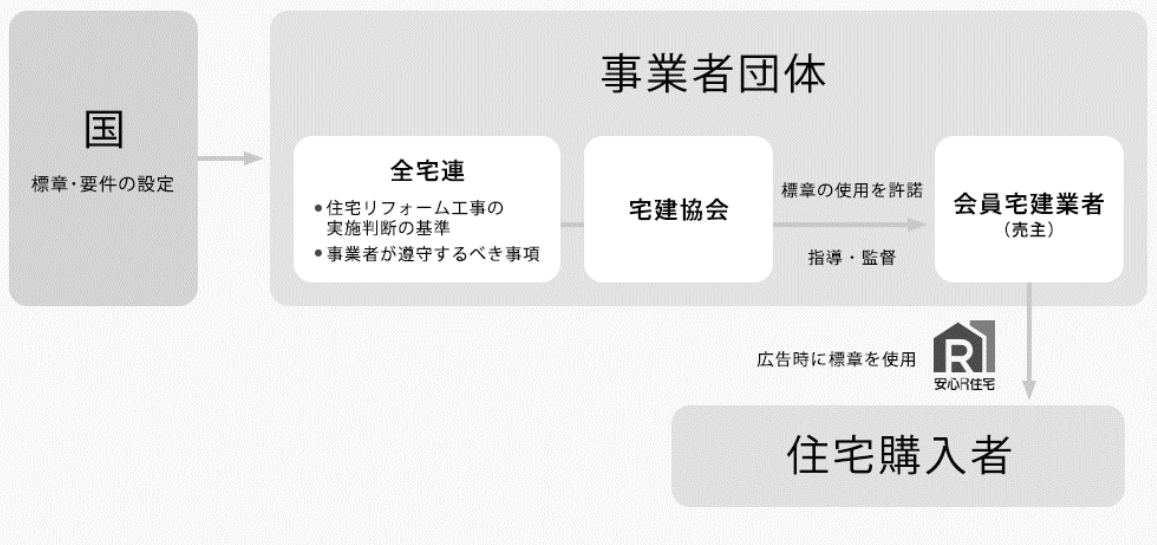 国
標章・要件の設定
事業者団体
全宅連
●住宅リフォーム工事の
実施判断の基準
●事業者が遵守するべき事項
宅建協会
標章の使用を許諾
指導・監督
会員宅建業者
（売主）
広告時に標章を使用
R
安心R住宅
住宅購入者